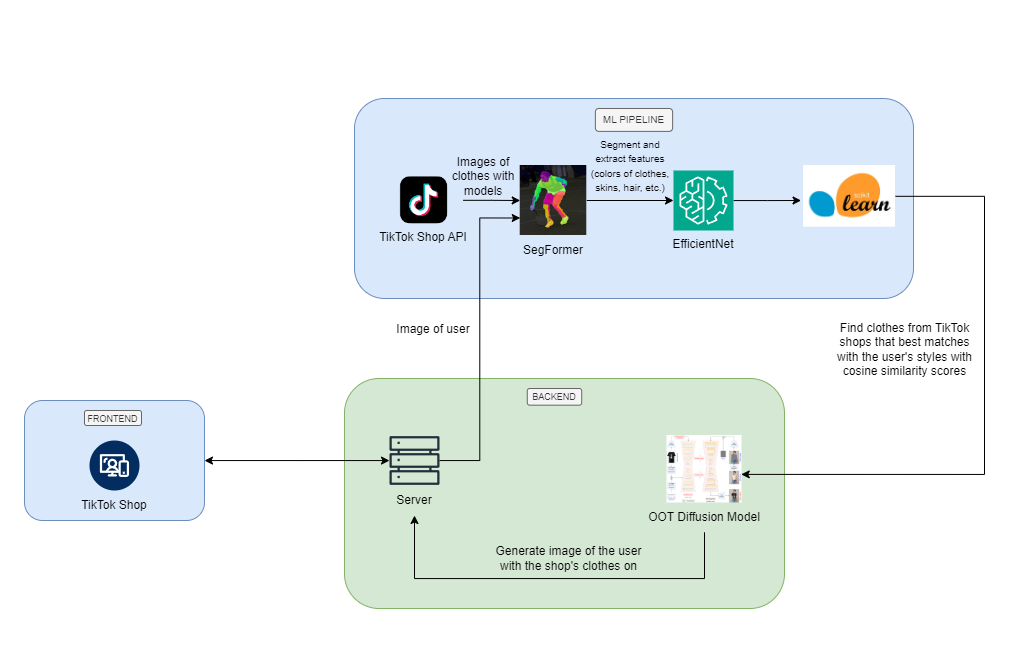 ML PIPELINE
Images of
clothes with
models
TikTok Shop API
SegFormer
Segment and
extract features
(colors of clothes,
skins, hair, etc.)
EfficientNet
scikit
learn
Image of user
Find clothes from TikTok
shops that best matches
with the user's styles with
cosine similarity scores
FRONTEND
TikTok Shop
BACKEND
Server
OOT Diffusion Model
Generate image of the user
with the shop's clothes on